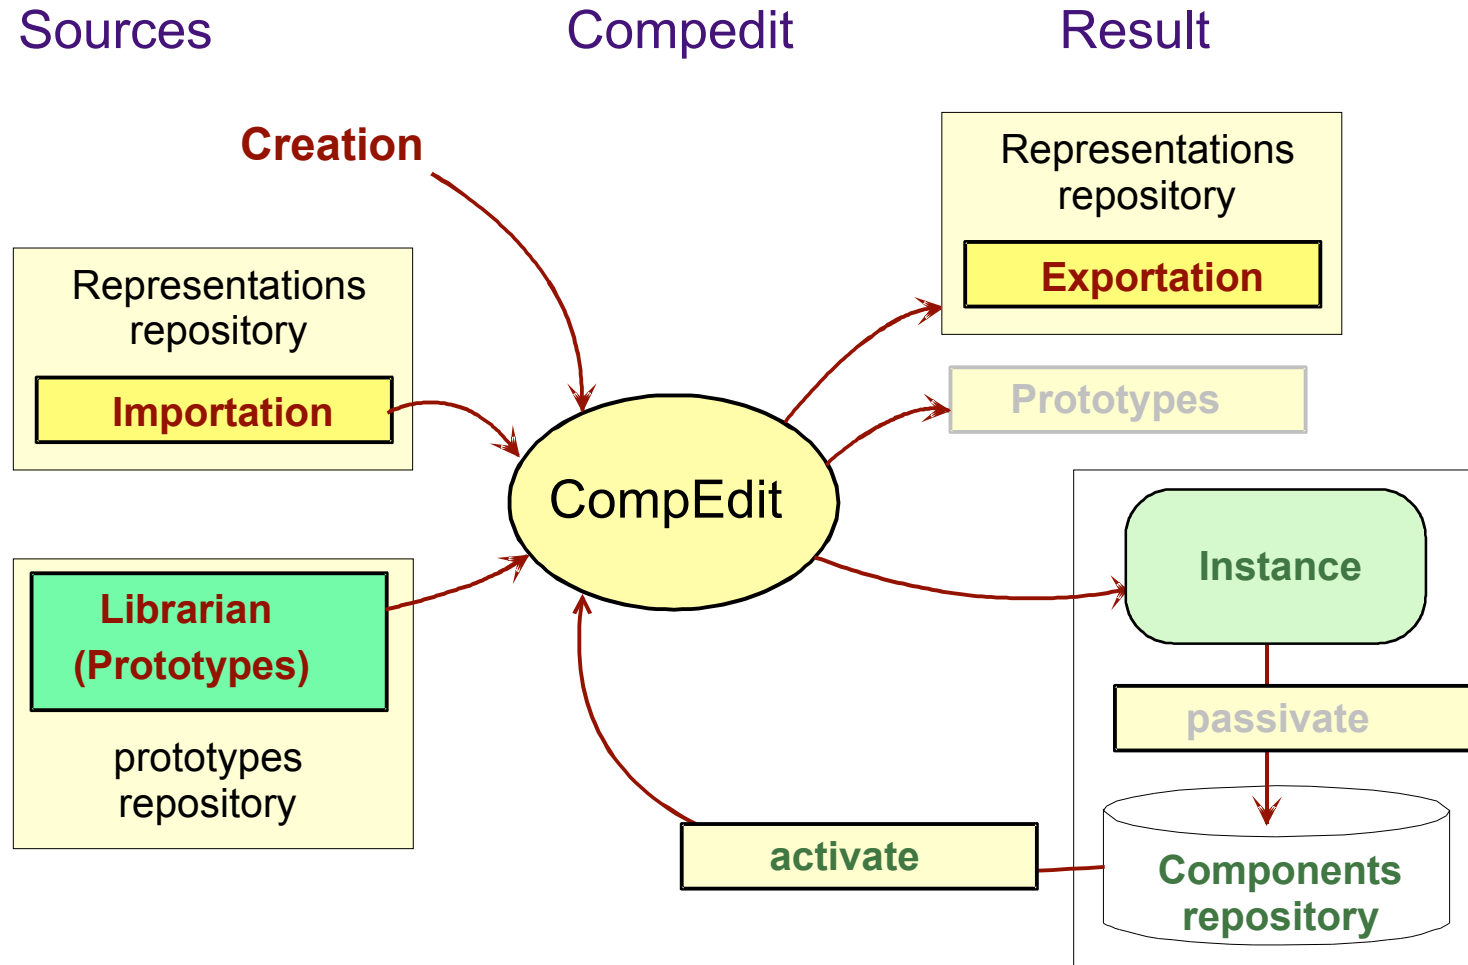 Sources
Compedit
Result
Creation
Representations
repository
Importation
Librarian
(Prototypes)
prototypes
repository
CompEdit
activate
Representations
repository
Exportation
Prototypes
Instance
passivate
Components
repository